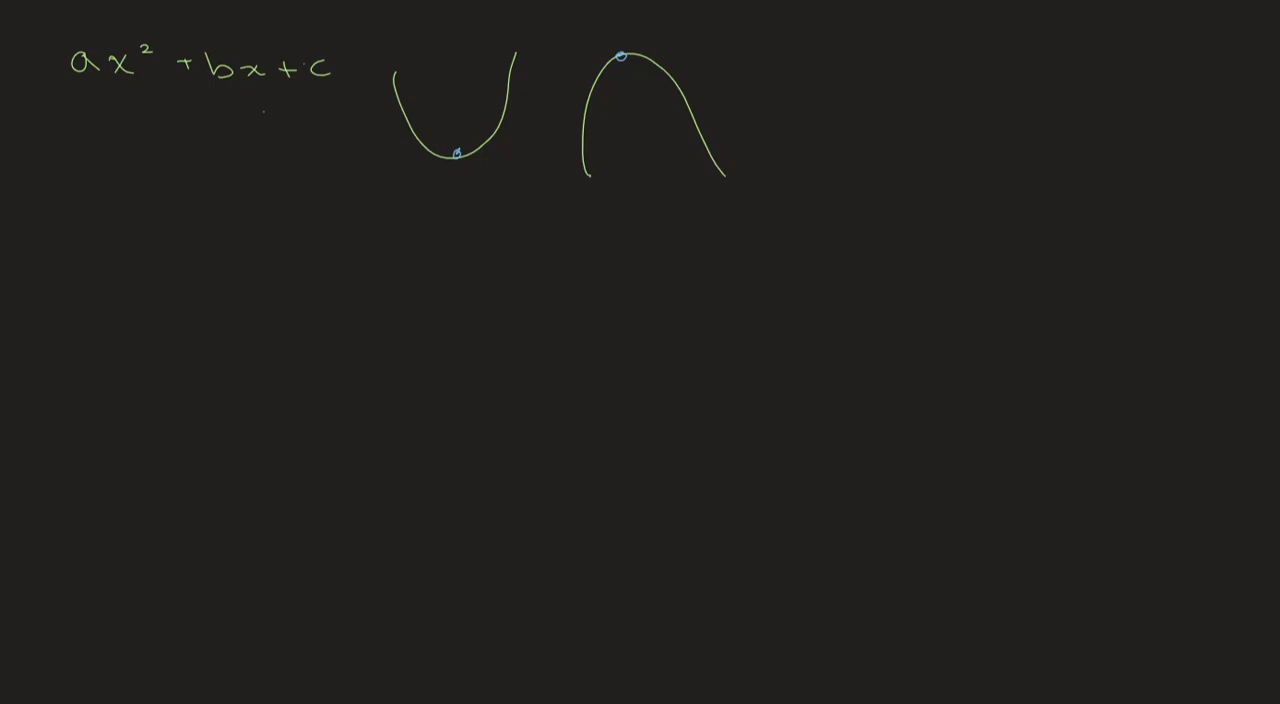 ax² + bx + c